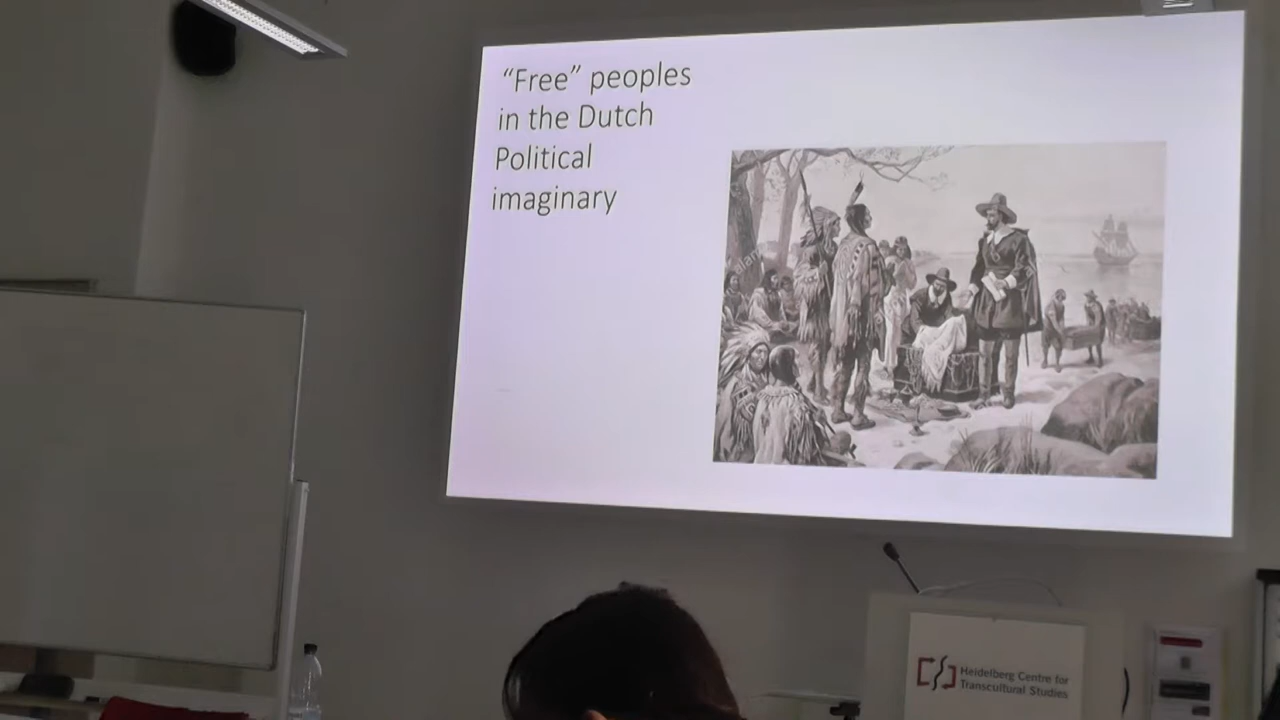 “Free” peoples
in the Dutch
Political
imaginary
Heidelberg Centre for
Transcultural Studies